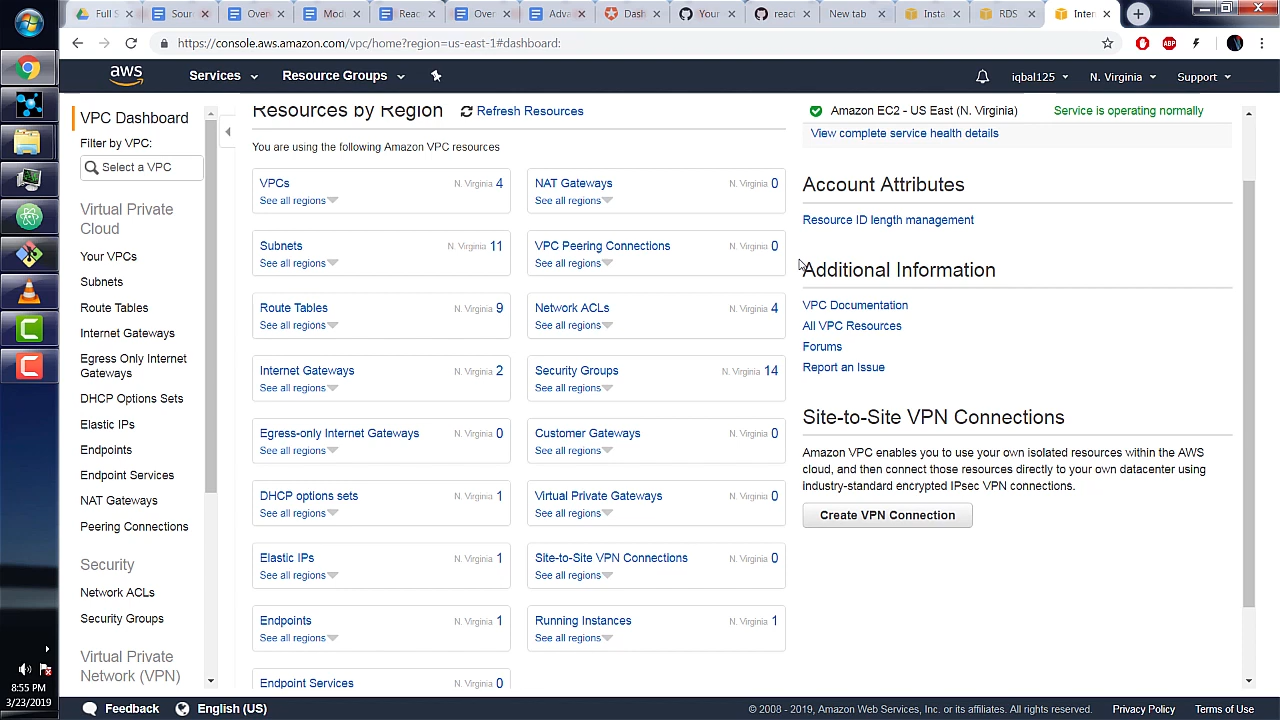 Full S
Sour
Over
Mod
Reac
Over
Adv
Dash
You
react
New tab
Insta
RDS
Inter
https://console.aws.amazon.com/vpc/home?region=us-east-1#dashboard:
ABP
aws
Services
Resource Groups
iqbal125
N. Virginia
Support
VPC Dashboard
Filter by VPC:
Select a VPC
Virtual Private
Cloud
Your VPCs
Subnets
Route Tables
Internet Gateways
Egress Only Internet
Gateways
DHCP Options Sets
Elastic IPs
Endpoints
Endpoint Services
NAT Gateways
Peering Connections
Security
Network ACLs
Security Groups
Virtual Private
Network (VPN)
Resources by Region
Refresh Resources
You are using the following Amazon VPC resources
VPCs N. Virginia 4
See all regions
NAT Gateways N. Virginia 0
See all regions
Subnets N. Virginia 11
See all regions
VPC Peering Connections N. Virginia 0
See all regions
Route Tables N. Virginia 9
See all regions
Network ACLs N. Virginia 4
See all regions
Internet Gateways N. Virginia 2
See all regions
Security Groups N. Virginia 14
See all regions
Egress-only Internet Gateways N. Virginia 0
See all regions
Customer Gateways N. Virginia 0
See all regions
DHCP options sets N. Virginia 1
See all regions
Virtual Private Gateways N. Virginia 0
See all regions
Elastic IPs N. Virginia 1
See all regions
Site-to-Site VPN Connections N. Virginia 0
See all regions
Endpoints N. Virginia 1
See all regions
Running Instances N. Virginia 1
See all regions
Endpoint Services N. Virginia 0
Amazon EC2 - US East (N. Virginia) Service is operating normally
View complete service health details
Account Attributes
Resource ID length management
Additional Information
VPC Documentation
All VPC Resources
Forums
Report an Issue
Site-to-Site VPN Connections
Amazon VPC enables you to use your own isolated resources within the AWS
cloud, and then connect those resources directly to your own datacenter using
industry-standard encrypted IPsec VPN connections.
Create VPN Connection
8:55 PM
3/23/2019
Feedback
English (US)
© 2008 - 2019, Amazon Web Services, Inc. or its affiliates. All rights reserved.
Privacy Policy
Terms of Use